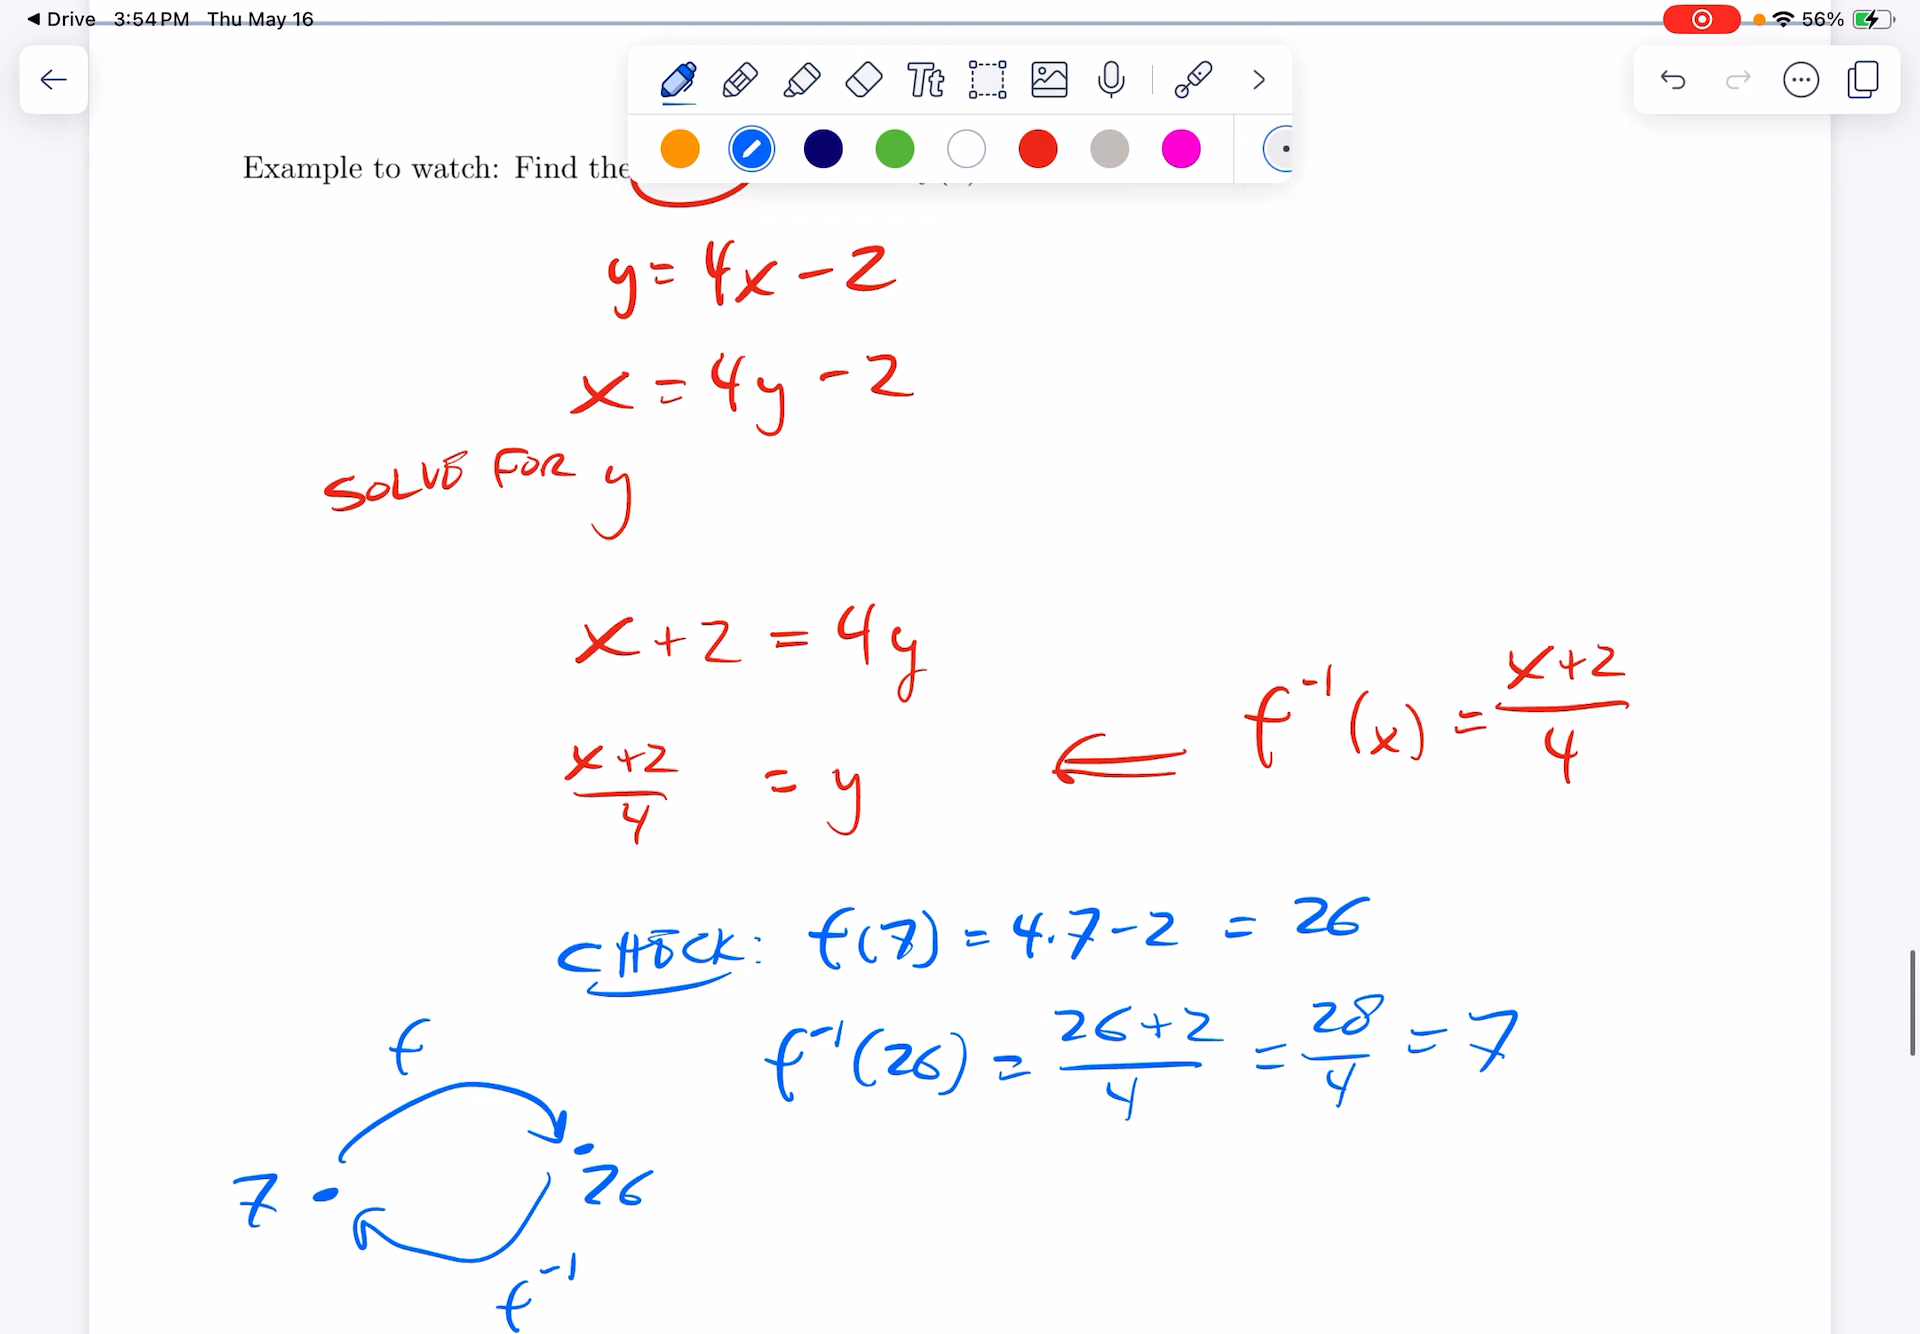 ◀ Drive 3:54 PM Thu May 16 56%
Tt
Example to watch: Find the
y = 4x - 2
x = 4y - 2
SOLVE FOR y
x + 2 = 4y
f⁻¹(x) = (x+2)/4
(x+2)/4 = y
CHECK: f(7) = 4·7 - 2 = 26
f⁻¹(26) = (26+2)/4 = 28/4 = 7
f
7 26
f⁻¹